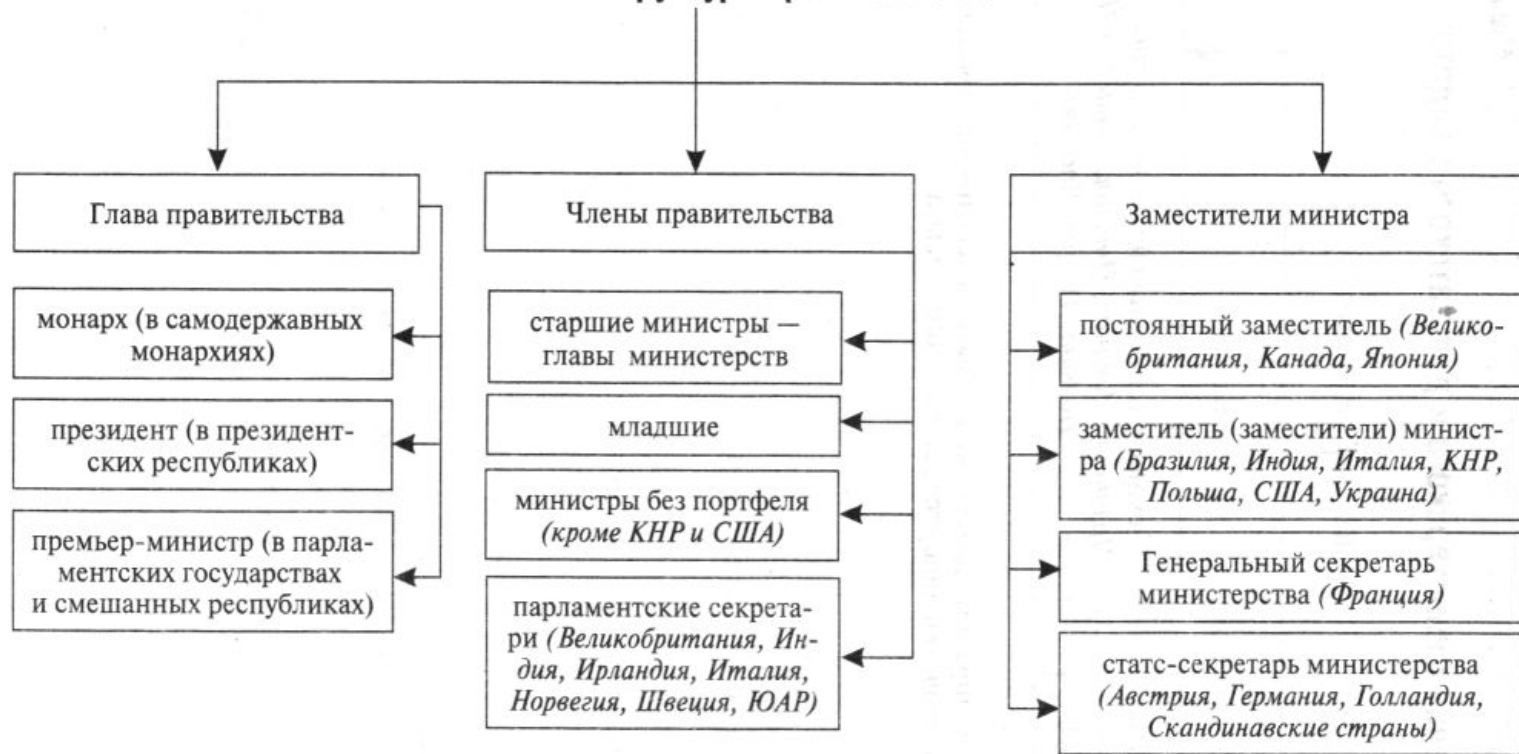 Глава правительства
монарх (в самодержавных
монархиях)
президент (в президент-
ских республиках)
премьер-министр (в парла-
ментских государствах
и смешанных республиках)
Члены правительства
старшие министры —
главы министерств
младшие
министры без портфеля
(кроме КНР и США)
парламентские секрета-
ри (Великобритания, Ин-
дия, Ирландия, Италия,
Норвегия, Швеция, ЮАР)
Заместители министра
постоянный заместитель (Велико-
британия, Канада, Япония)
заместитель (заместители) минист-
ра (Бразилия, Индия, Италия, КНР,
Польша, США, Украина)
Генеральный секретарь
министерства (Франция)
статс-секретарь министерства
(Австрия, Германия, Голландия,
Скандинавские страны)